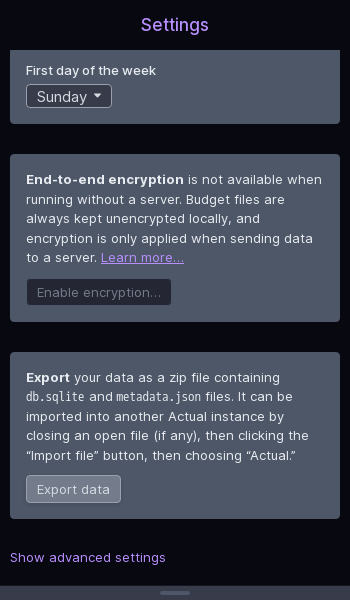 Settings
First day of the week
Sunday
End-to-end encryption is not available when
running without a server. Budget files are
always kept unencrypted locally, and
encryption is only applied when sending data
to a server. Learn more…
Enable encryption…
Export your data as a zip file containing
db.sqlite and metadata.json files. It can be
imported into another Actual instance by
closing an open file (if any), then clicking the
“Import file” button, then choosing “Actual.”
Export data
Show advanced settings